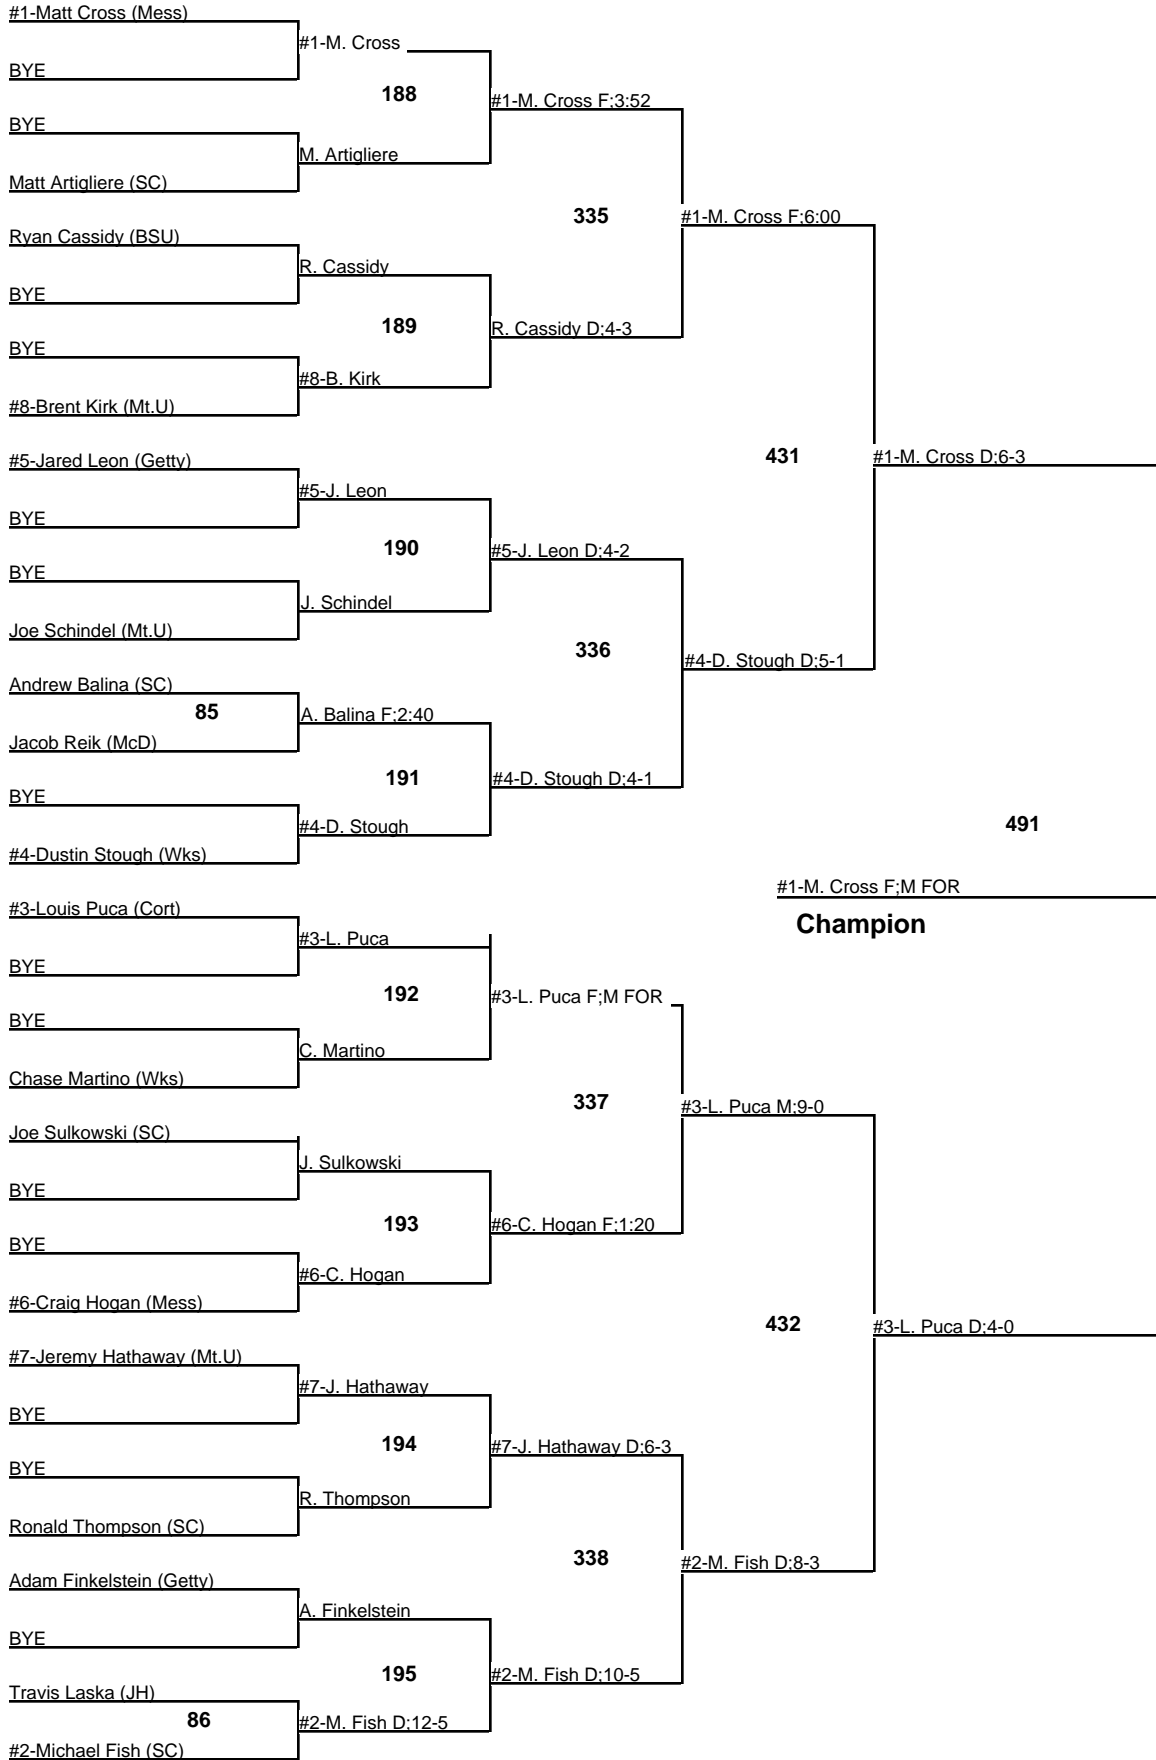 #1-Matt Cross (Mess)
#1-M. Cross
BYE
188
#1-M. Cross F;3:52
BYE
M. Artigliere
Matt Artigliere (SC)
335
#1-M. Cross F;6:00
Ryan Cassidy (BSU)
R. Cassidy
BYE
189
R. Cassidy D;4-3
BYE
#8-B. Kirk
#8-Brent Kirk (Mt.U)
431
#1-M. Cross D;6-3
#5-Jared Leon (Getty)
#5-J. Leon
BYE
190
#5-J. Leon D;4-2
BYE
J. Schindel
Joe Schindel (Mt.U)
336
#4-D. Stough D;5-1
Andrew Balina (SC)
85
A. Balina F;2:40
Jacob Reik (McD)
191
#4-D. Stough D;4-1
BYE
#4-D. Stough
#4-Dustin Stough (Wks)
491
#1-M. Cross F;M FOR
Champion
#3-Louis Puca (Cort)
#3-L. Puca
BYE
192
#3-L. Puca F;M FOR
BYE
C. Martino
Chase Martino (Wks)
337
#3-L. Puca M;9-0
Joe Sulkowski (SC)
J. Sulkowski
BYE
193
#6-C. Hogan F;1:20
BYE
#6-C. Hogan
#6-Craig Hogan (Mess)
432
#3-L. Puca D;4-0
#7-Jeremy Hathaway (Mt.U)
#7-J. Hathaway
BYE
194
#7-J. Hathaway D;6-3
BYE
R. Thompson
Ronald Thompson (SC)
338
#2-M. Fish D;8-3
Adam Finkelstein (Getty)
A. Finkelstein
BYE
195
#2-M. Fish D;10-5
Travis Laska (JH)
86
#2-M. Fish D;12-5
#2-Michael Fish (SC)